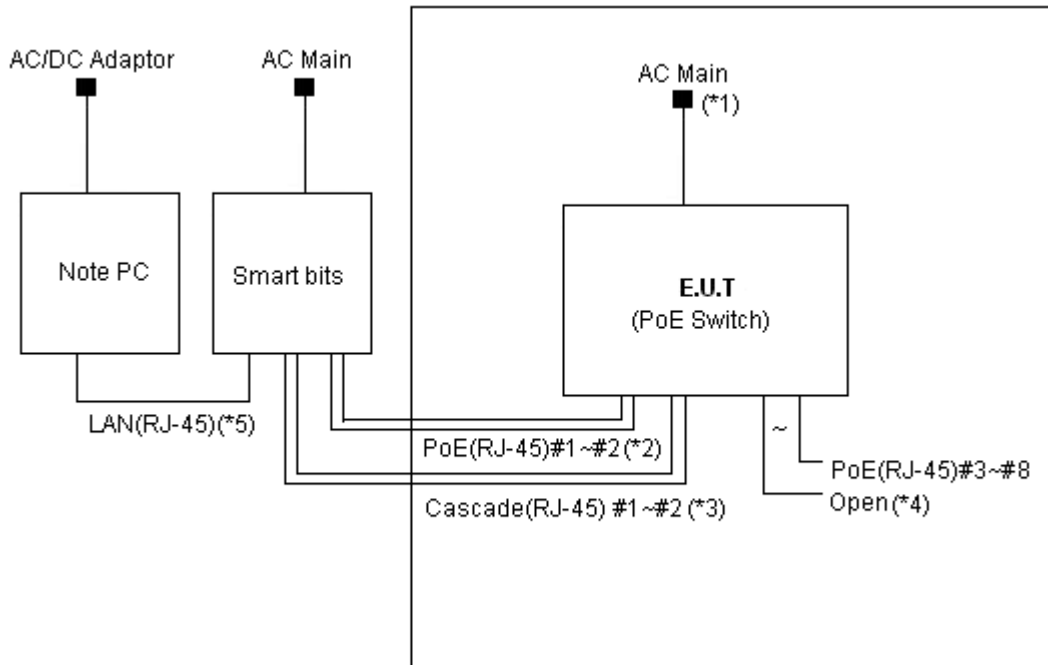 AC/DC Adaptor
AC Main
AC Main
(*1)
Note PC
Smart bits
E.U.T
(PoE Switch)
LAN(RJ-45)(*5)
PoE(RJ-45)#1~#2(*2)
~
PoE(RJ-45)#3~#8
Cascade(RJ-45) #1~#2(*3)
Open(*4)